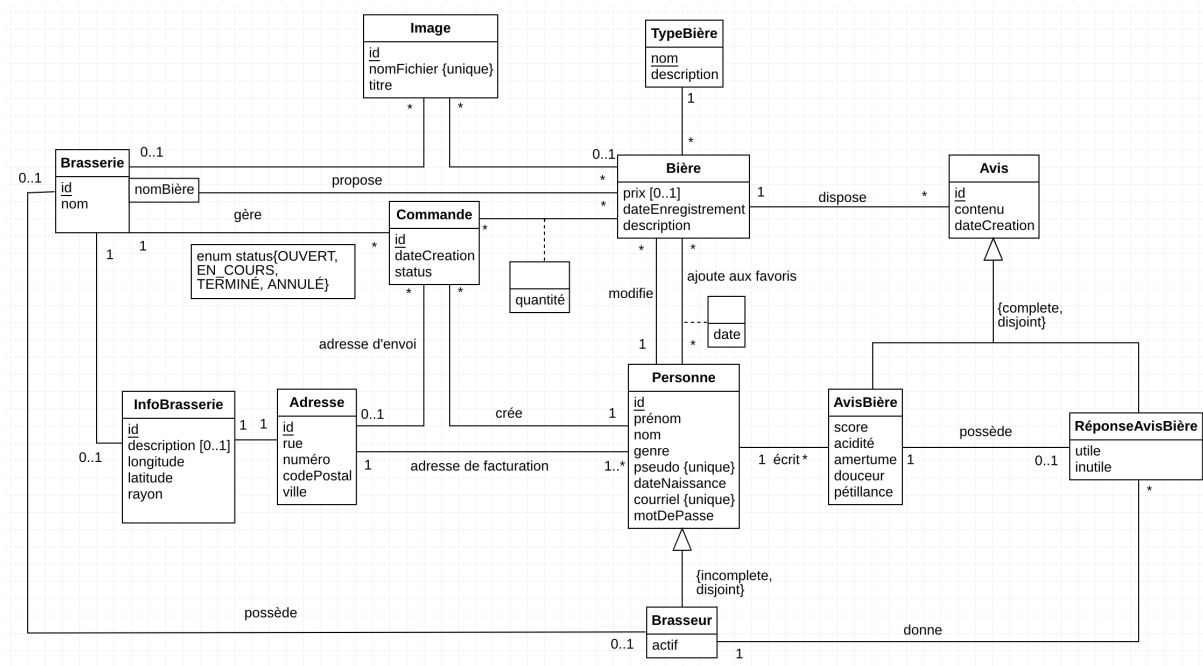 Image
id
nomFichier {unique}
titre
TypeBière
nom
description
*
*
1
*
0..1
0..1
Brasserie
id
nom
0..1
nomBière
propose
*
*
Bière
prix [0..1]
dateEnregistrement
description
1
dispose
*
Avis
id
contenu
dateCreation
gère
1
1
*
Commande
id
dateCreation
status
*
enum status{OUVERT,
EN_COURS,
TERMINÉ, ANNULÉ}
quantité
*
*
*
*
modifie
ajoute aux favoris
date
1
*
{complete,
disjoint}
adresse d'envoi
InfoBrasserie
id
description [0..1]
longitude
latitude
rayon
0..1
1
1
Adresse
id
rue
numéro
codePostal
ville
0..1
crée
1
1
adresse de facturation
1..*
Personne
id
prénom
nom
genre
pseudo {unique}
dateNaissance
courriel {unique}
motDePasse
1
écrit
*
AvisBière
score
acidité
amertume
douceur
pétillance
1
possède
0..1
RéponseAvisBière
utile
inutile
*
{incomplete,
disjoint}
possède
0..1
Brasseur
actif
1
donne